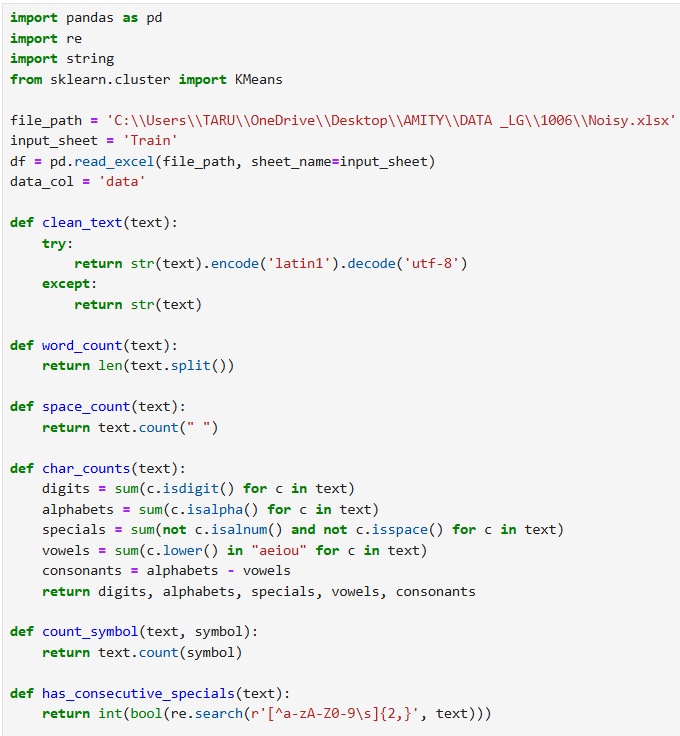 import pandas as pd
import re
import string
from sklearn.cluster import KMeans
file_path = 'C:\\Users\\TARU\\OneDrive\\Desktop\\AMITY\\DATA _LG\\1006\\Noisy.xlsx'
input_sheet = 'Train'
df = pd.read_excel(file_path, sheet_name=input_sheet)
data_col = 'data'
def clean_text(text):
    try:
        return str(text).encode('latin1').decode('utf-8')
    except:
        return str(text)
def word_count(text):
    return len(text.split())
def space_count(text):
    return text.count(" ")
def char_counts(text):
    digits = sum(c.isdigit() for c in text)
    alphabets = sum(c.isalpha() for c in text)
    specials = sum(not c.isalnum() and not c.isspace() for c in text)
    vowels = sum(c.lower() in "aeiou" for c in text)
    consonants = alphabets - vowels
    return digits, alphabets, specials, vowels, consonants
def count_symbol(text, symbol):
    return text.count(symbol)
def has_consecutive_specials(text):
    return int(bool(re.search(r'[^a-zA-Z0-9\s]{2,}', text)))